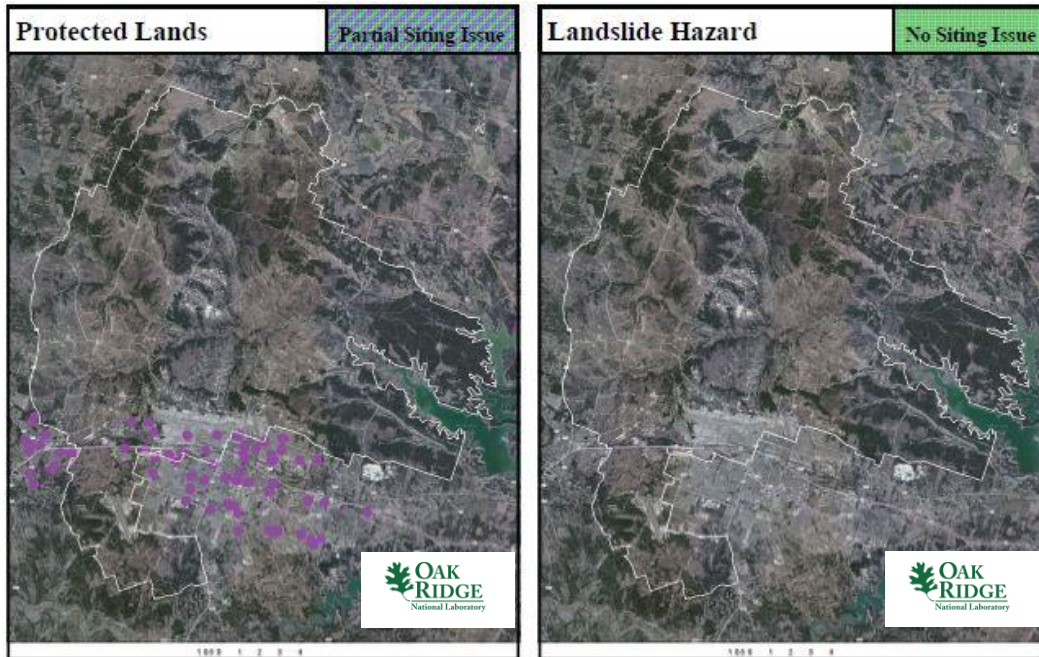 Protected Lands
Partial Siting Issue
OAK
RIDGE
National Laboratory
Landslide Hazard
No Siting Issue
OAK
RIDGE
National Laboratory